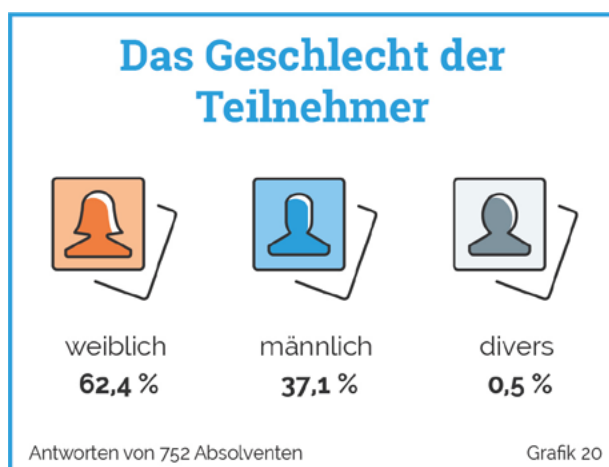 Das Geschlecht der
Teilnehmer
weiblich
62,4 %
männlich
37,1 %
divers
0,5 %
Antworten von 752 Absolventen
Grafik 20